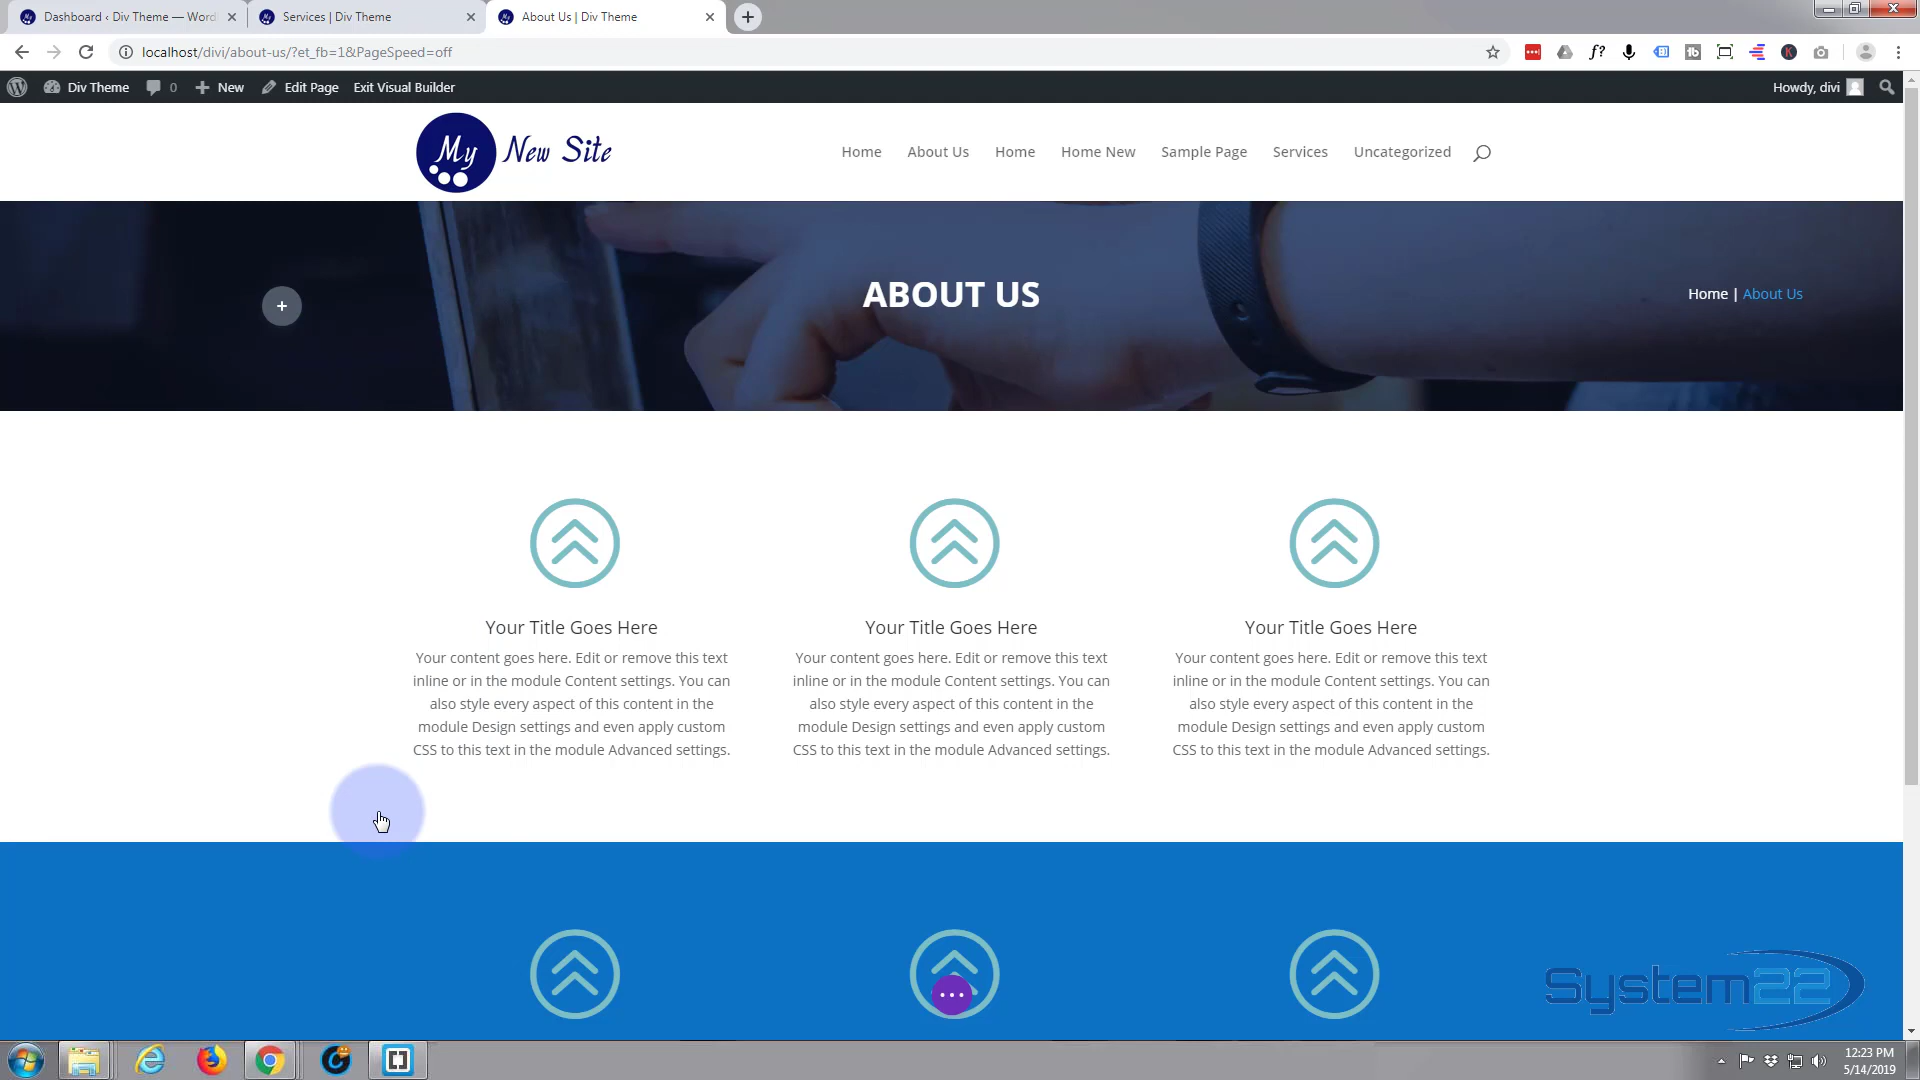 Dashboard ‹ Div Theme — Word
Services | Div Theme
About Us | Div Theme
localhost/divi/about-us/?et_fb=1&PageSpeed=off
Div Theme
0
New
Edit Page
Exit Visual Builder
Howdy, divi
My New Site
Home
About Us
Home
Home New
Sample Page
Services
Uncategorized
ABOUT US
Home | About Us
Your Title Goes Here
Your content goes here. Edit or remove this text
inline or in the module Content settings. You can
also style every aspect of this content in the
module Design settings and even apply custom
CSS to this text in the module Advanced settings.
Your Title Goes Here
Your content goes here. Edit or remove this text
inline or in the module Content settings. You can
also style every aspect of this content in the
module Design settings and even apply custom
CSS to this text in the module Advanced settings.
Your Title Goes Here
Your content goes here. Edit or remove this text
inline or in the module Content settings. You can
also style every aspect of this content in the
module Design settings and even apply custom
CSS to this text in the module Advanced settings.
System22
12:23 PM
5/14/2019